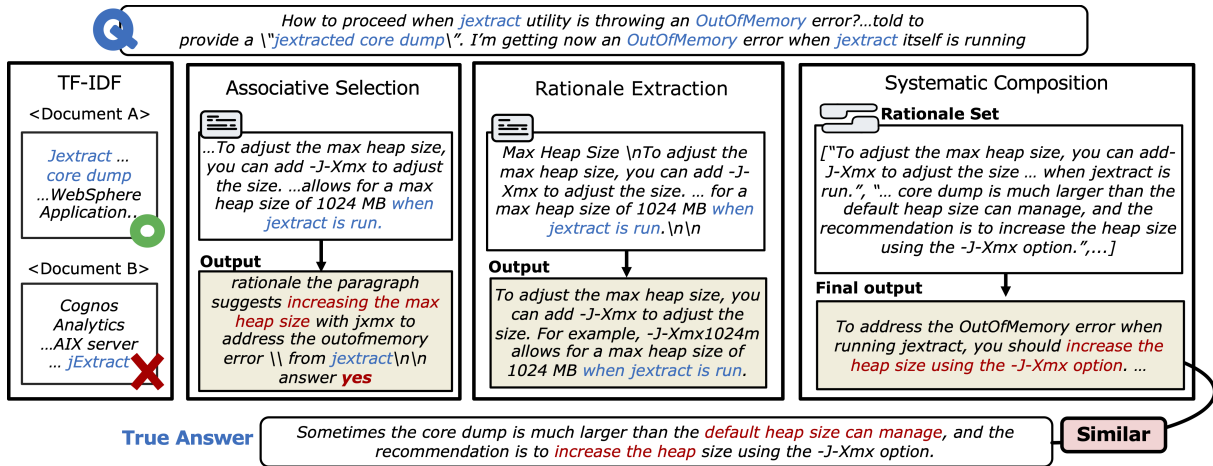 Q
How to proceed when jextract utility is throwing an OutOfMemory error?...told to
provide a \“jextracted core dump\”. I’m getting now an OutOfMemory error when jextract itself is running
TF-IDF
<Document A>
Jextract ...
core dump
...WebSphere
Application..
<Document B>
Cognos
Analytics
...AIX server
... jExtract
Associative Selection
...To adjust the max heap size,
you can add -J-Xmx to adjust
the size. ...allows for a max
heap size of 1024 MB when
jextract is run.
Output
rationale the paragraph
suggests increasing the max
heap size with jxmx to
address the outofmemory
error \\ from jextract\n\n
answer yes
Rationale Extraction
Max Heap Size \nTo adjust the
max heap size, you can add -J-
Xmx to adjust the size. ... for a
max heap size of 1024 MB when
jextract is run.\n\n
Output
To adjust the max heap size, you
can add -J-Xmx to adjust the
size. For example, -J-Xmx1024m
allows for a max heap size of
1024 MB when jextract is run.
Systematic Composition
Rationale Set
[“To adjust the max heap size, you can add-
J-Xmx to adjust the size ... when jextract is
run.”, “... core dump is much larger than the
default heap size can manage, and the
recommendation is to increase the heap size
using the -J-Xmx option.”,...]
Final output
To address the OutOfMemory error when
running jextract, you should increase the
heap size using the -J-Xmx option. ...
True Answer
Sometimes the core dump is much larger than the default heap size can manage, and the
recommendation is to increase the heap size using the -J-Xmx option.
Similar